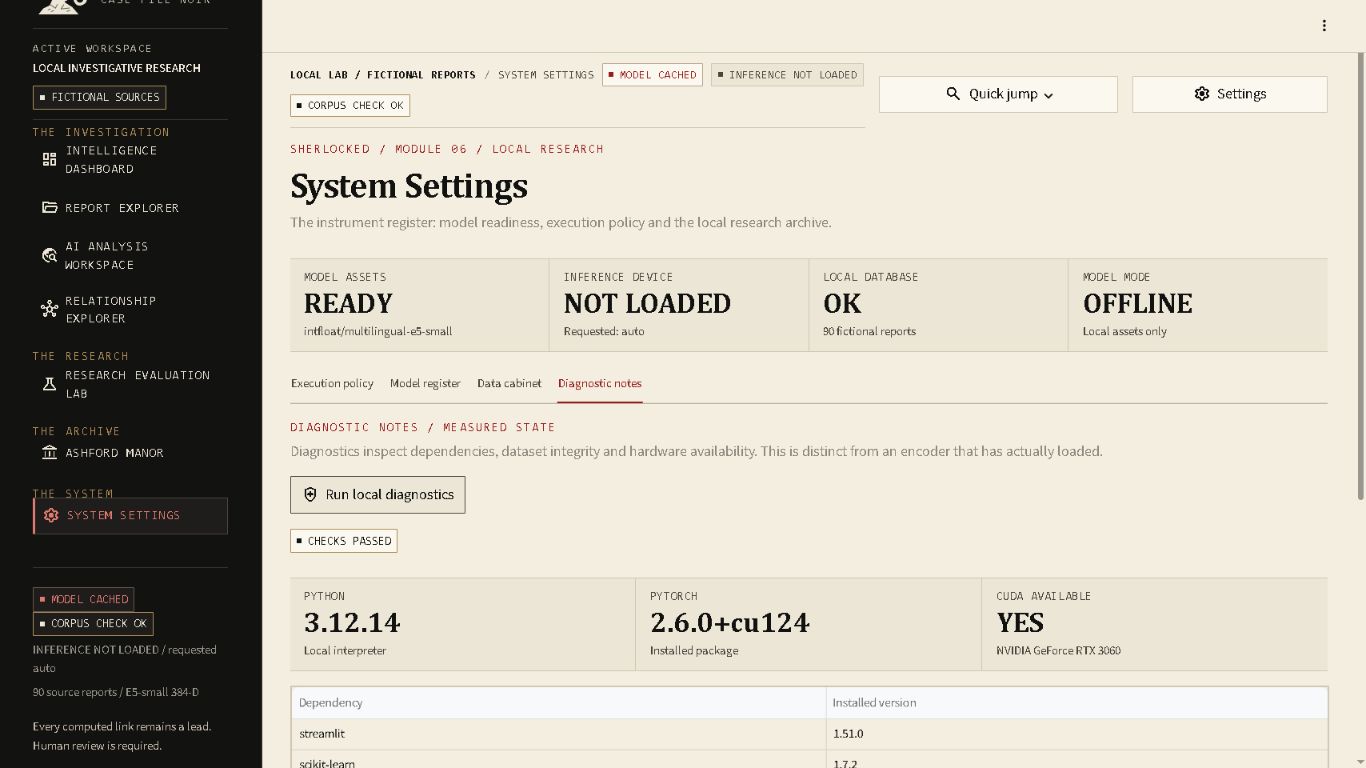 CASE FILE NOIR
ACTIVE WORKSPACE
LOCAL INVESTIGATIVE RESEARCH
FICTIONAL SOURCES
THE INVESTIGATION
INTELLIGENCE
DASHBOARD
REPORT EXPLORER
AI ANALYSIS
WORKSPACE
RELATIONSHIP
EXPLORER
THE RESEARCH
RESEARCH EVALUATION
LAB
THE ARCHIVE
ASHFORD MANOR
THE SYSTEM
SYSTEM SETTINGS
MODEL CACHED
CORPUS CHECK OK
INFERENCE NOT LOADED / requested
auto
90 source reports / E5-small 384-D
Every computed link remains a lead.
Human review is required.
LOCAL LAB / FICTIONAL REPORTS / SYSTEM SETTINGS MODEL CACHED INFERENCE NOT LOADED
CORPUS CHECK OK
Quick jump
Settings
SHERLOCKED / MODULE 06 / LOCAL RESEARCH
System Settings
The instrument register: model readiness, execution policy and the local research archive.
MODEL ASSETS
READY
intfloat/multilingual-e5-small
INFERENCE DEVICE
NOT LOADED
Requested: auto
LOCAL DATABASE
OK
90 fictional reports
MODEL MODE
OFFLINE
Local assets only
Execution policy Model register Data cabinet Diagnostic notes
DIAGNOSTIC NOTES / MEASURED STATE
Diagnostics inspect dependencies, dataset integrity and hardware availability. This is distinct from an encoder that has actually loaded.
Run local diagnostics
CHECKS PASSED
PYTHON
3.12.14
Local interpreter
PYTORCH
2.6.0+cu124
Installed package
CUDA AVAILABLE
YES
NVIDIA GeForce RTX 3060
Dependency Installed version
streamlit 1.51.0
scikit-learn 1.7.2